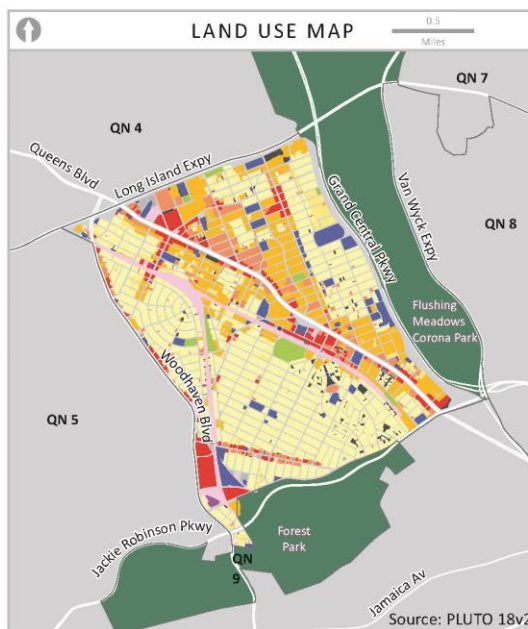 LAND USE MAP
0.5
Miles
QN 7
QN 4
Queens Blvd
Long Island Expy
Grand Central Pkwy
Van Wyck Expy
QN 8
Flushing
Meadows
Corona Park
Woodhaven Blvd
QN 5
Jackie Robinson Pkwy
Forest
Park
QN
9
Jamaica Av
Source: PLUTO 18v2